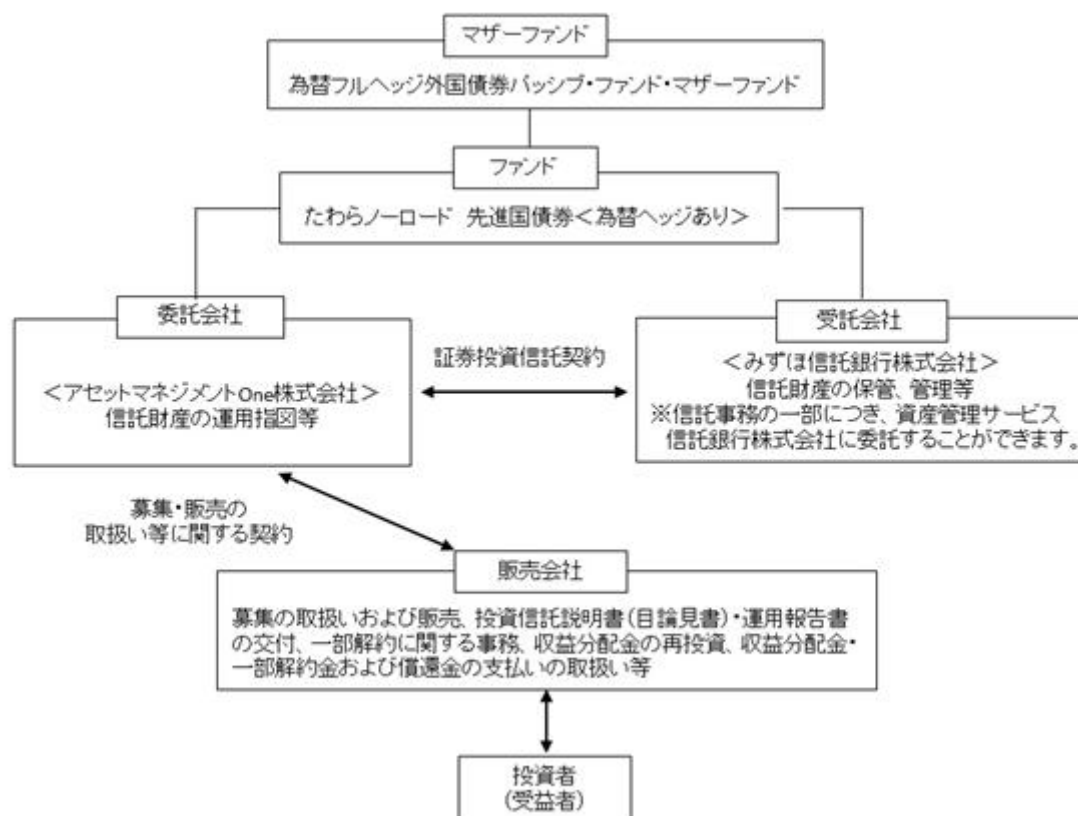 マザーファンド
為替フルヘッジ外国債券パッシブ・ファンド・マザーファンド
ファンド
たわらノーロード 先進国債券＜為替ヘッジあり＞
委託会社
＜アセットマネジメントOne株式会社＞
信託財産の運用指図等
証券投資信託契約
受託会社
＜みずほ信託銀行株式会社＞
信託財産の保管、管理等
※信託事務の一部につき、資産管理サービス
信託銀行株式会社に委託することができます。
募集・販売の
取扱い等に関する契約
販売会社
募集の取扱いおよび販売、投資信託説明書(目論見書)・運用報告書
の交付、一部解約に関する事務、収益分配金の再投資、収益分配金・
一部解約金および償還金の支払いの取扱い等
投資者
(受益者)